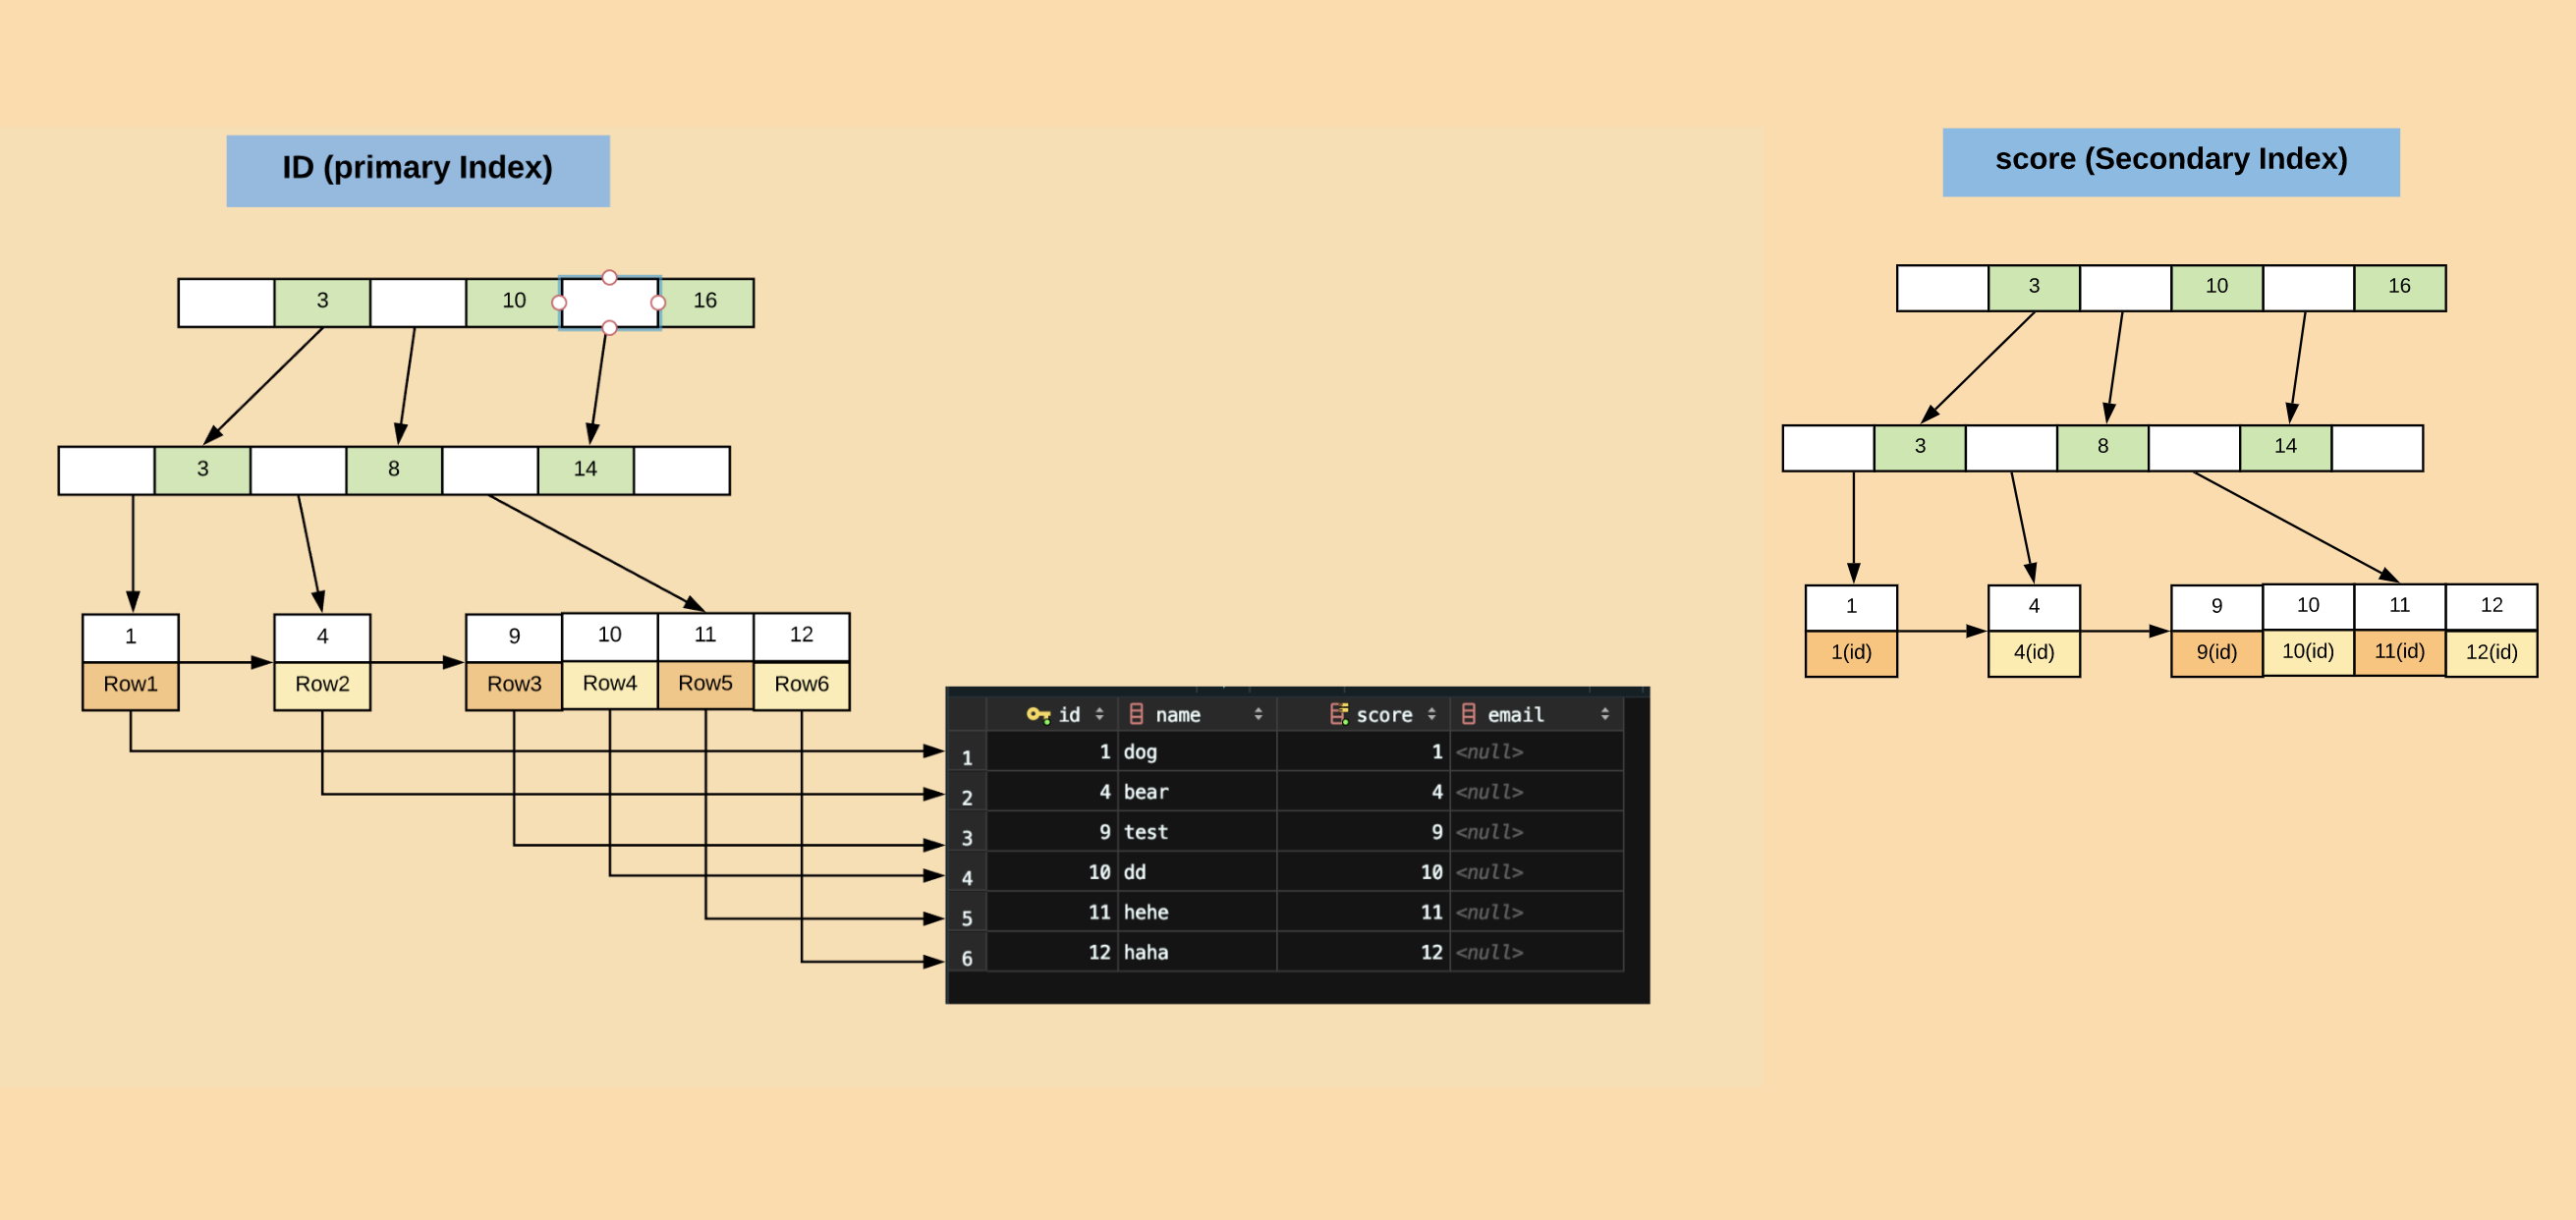 ID (primary Index)
3 10 16
3 8 14
1 4 9 10 11 12
Row1 Row2 Row3 Row4 Row5 Row6
id name score email
1 1 dog 1 <null>
2 4 bear 4 <null>
3 9 test 9 <null>
4 10 dd 10 <null>
5 11 hehe 11 <null>
6 12 haha 12 <null>
score (Secondary Index)
3 10 16
3 8 14
1 4 9 10 11 12
1(id) 4(id) 9(id) 10(id) 11(id) 12(id)